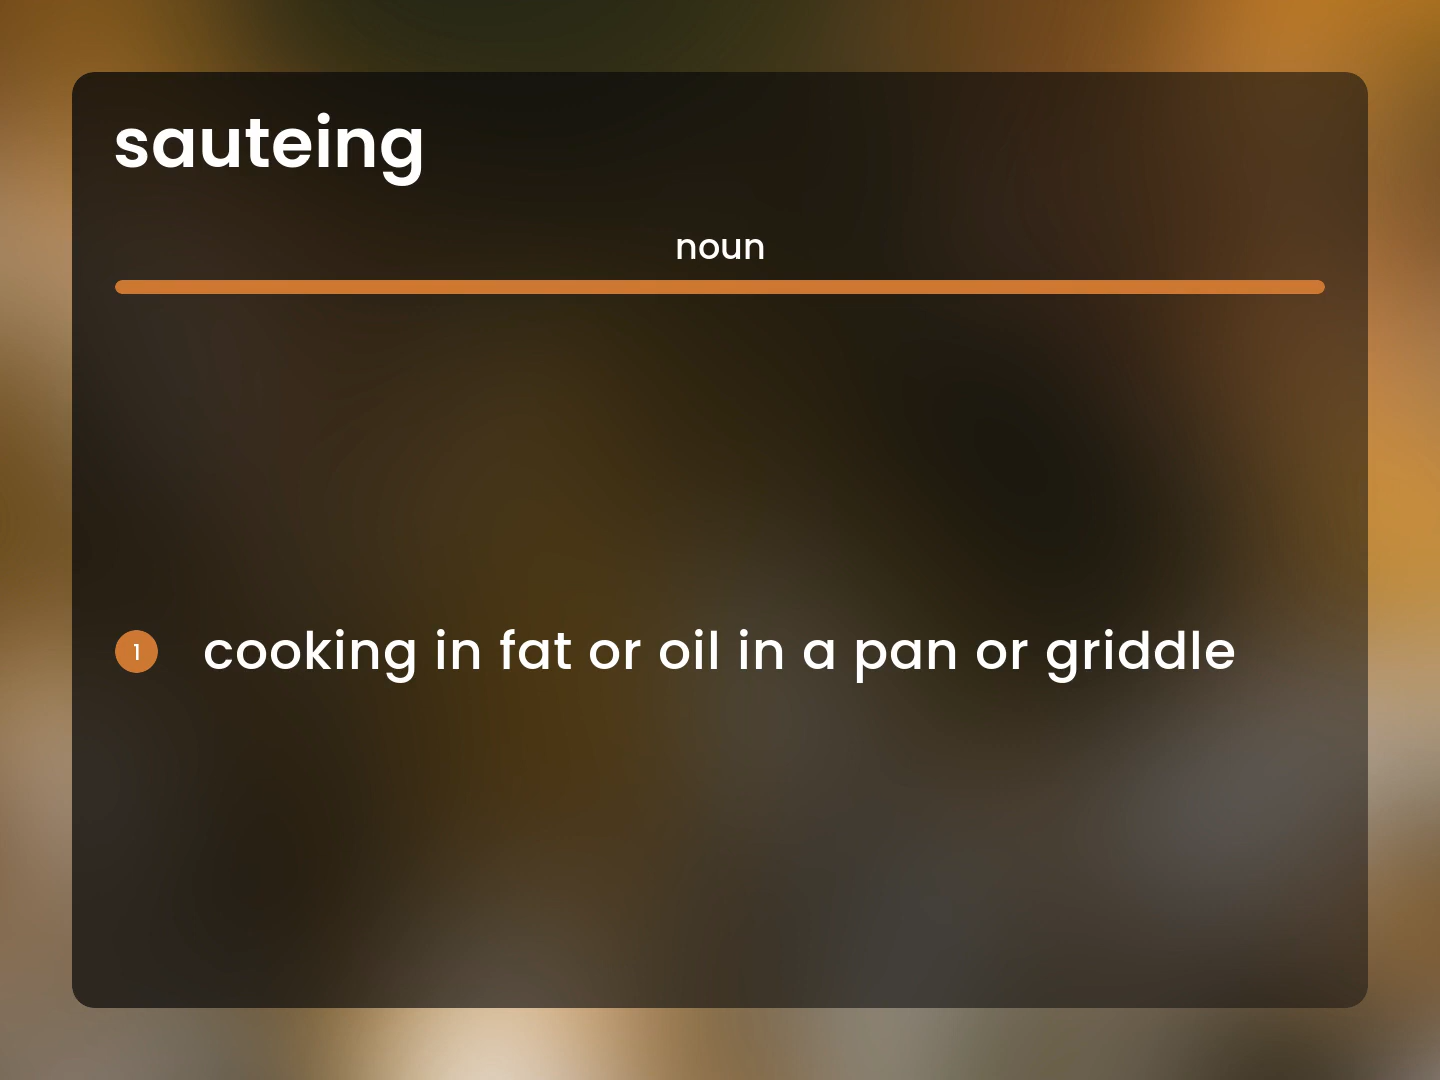 sauteing
noun
1 cooking in fat or oil in a pan or griddle